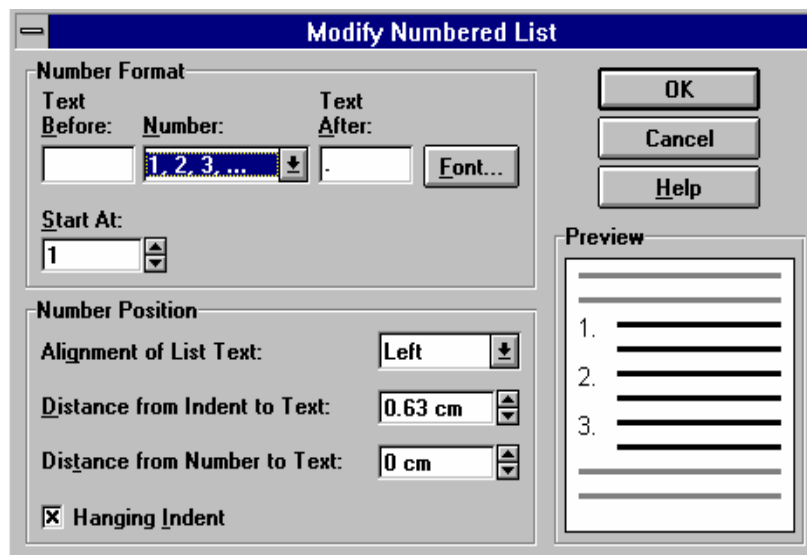 Modify Numbered List
Number Format
Text Before:
Number:
Text After:
1, 2, 3, ...
.
Font...
Start At:
1
Number Position
Alignment of List Text:
Left
Distance from Indent to Text:
0.63 cm
Distance from Number to Text:
0 cm
Hanging Indent
OK
Cancel
Help
Preview
1.
2.
3.